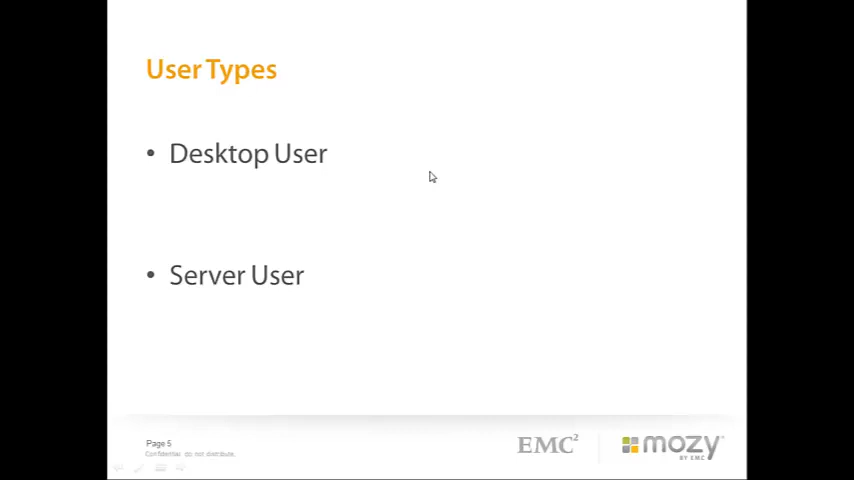 User Types
• Desktop User
• Server User
Page 5
Confidential do not distribute.
EMC²
mozy
BY EMC